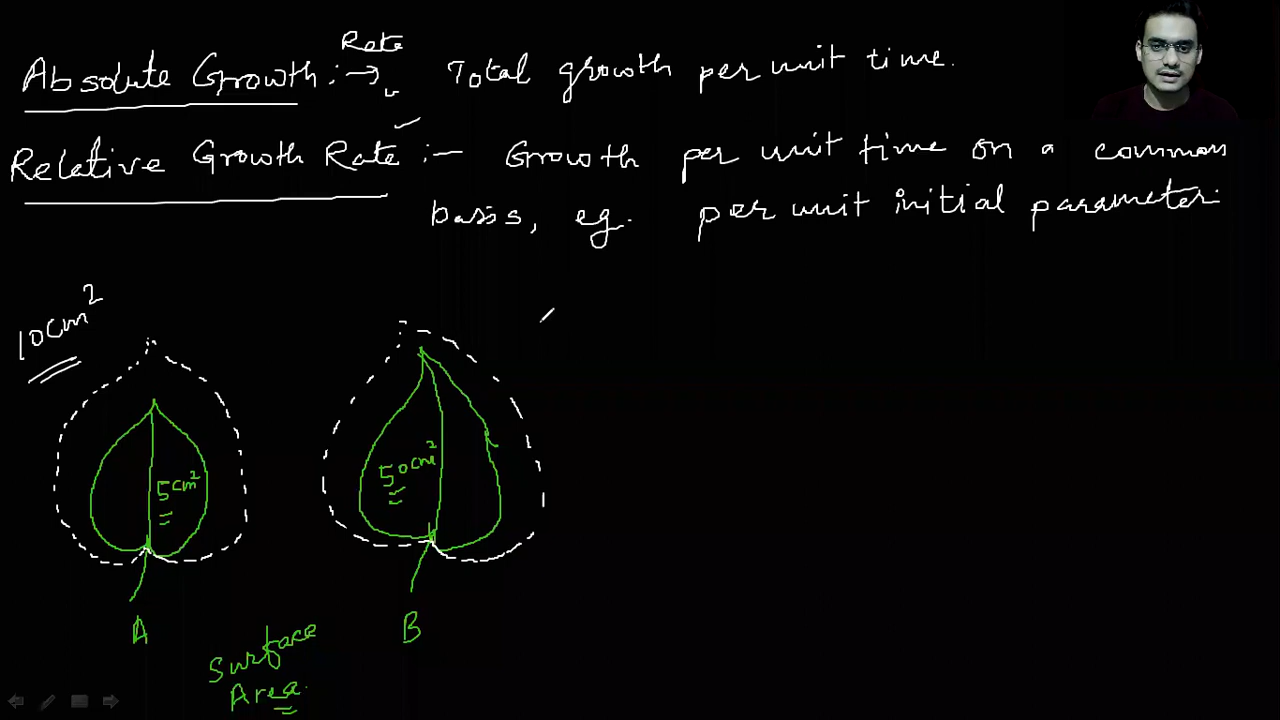 Rate
Absolute Growth :→ Total growth per unit time.
Relative Growth Rate :- Growth per unit time on a common
basis, eg. per unit initial parameter.
10cm²
5cm²
50cm²
A
B
Surface
Area.